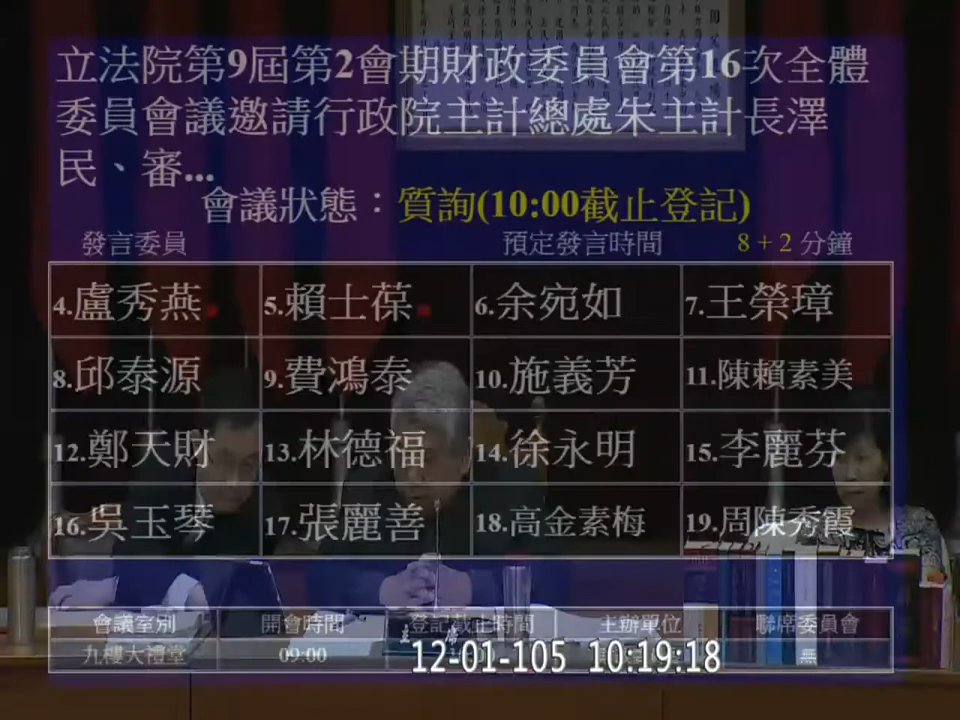 立法院第9屆第2會期財政委員會第16次全體
委員會議邀請行政院主計總處朱主計長澤
民、審...
會議狀態：質詢(10:00截止登記)
發言委員 預定發言時間 8 + 2 分鐘
4.盧秀燕 5.賴士葆 6.余宛如 7.王榮璋
8.邱泰源 9.費鴻泰 10.施義芳 11.陳賴素美
12.鄭天財 13.林德福 14.徐永明 15.李麗芬
16.吳玉琴 17.張麗善 18.高金素梅 19.周陳秀霞
會議室別 開會時間 登記截止時間 主辦單位 聯席委員會
九樓大禮堂 09:00 無
12-01-105 10:19:18